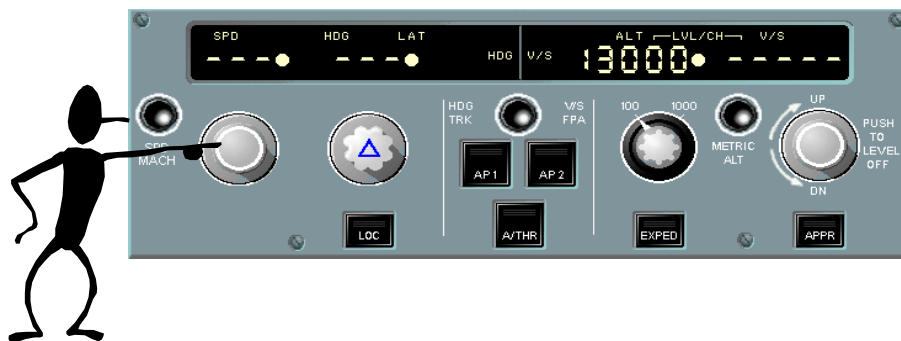 SPD HDG LAT ALT LVL/CH V/S
--- --- HDG V/S 13000 -----
HDG
TRK
V/S
FPA
100 1000
UP
SPD
MACH
METRIC
ALT
PUSH
TO
LEVEL
OFF
DN
AP1 AP2
LOC A/THR EXPED APPR